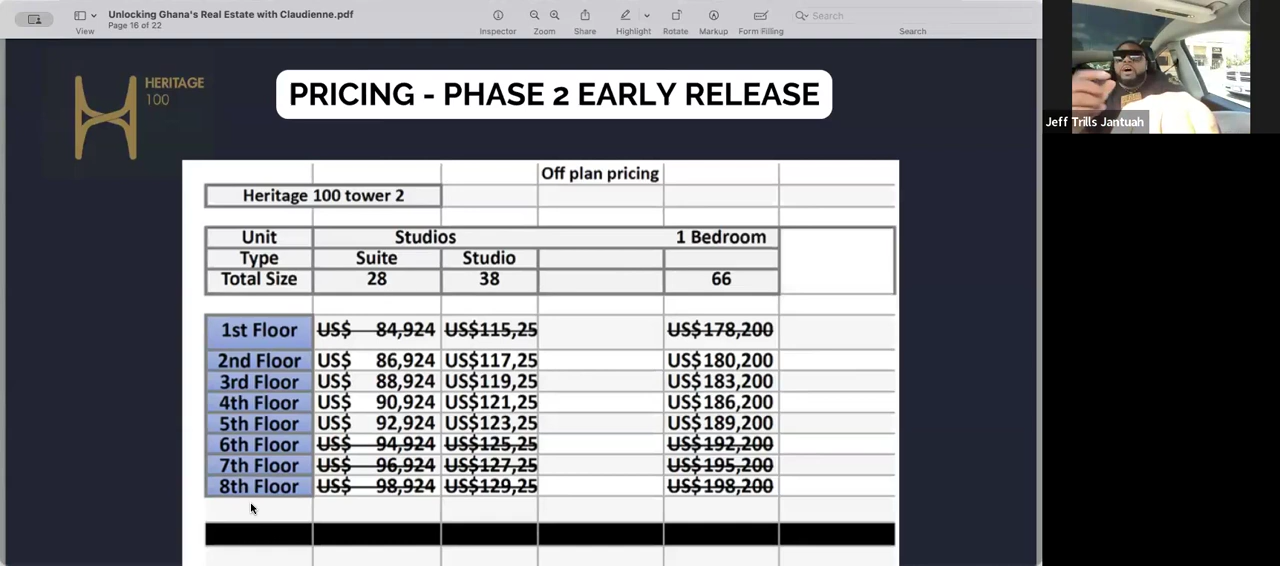 Unlocking Ghana's Real Estate with Claudienne.pdf
Page 16 of 22
View
Inspector
Zoom
Share
Highlight
Rotate
Markup
Form Filling
Search
Search
HERITAGE
100
PRICING - PHASE 2 EARLY RELEASE
Jeff Trills Jantuah
Off plan pricing
Heritage 100 tower 2
Unit Studios 1 Bedroom
Type Suite Studio
Total Size 28 38 66
1st Floor US$ 84,924 US$115,25 US$178,200
2nd Floor US$ 86,924 US$117,25 US$180,200
3rd Floor US$ 88,924 US$119,25 US$183,200
4th Floor US$ 90,924 US$121,25 US$186,200
5th Floor US$ 92,924 US$123,25 US$189,200
6th Floor US$ 94,924 US$125,25 US$192,200
7th Floor US$ 96,924 US$127,25 US$195,200
8th Floor US$ 98,924 US$129,25 US$198,200